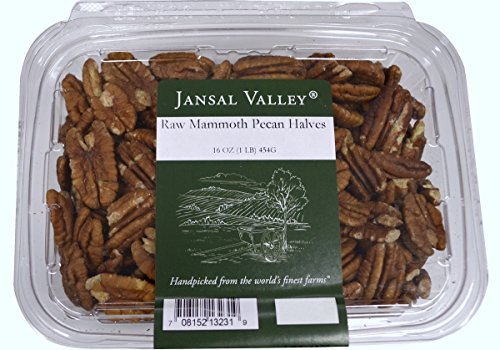 JANSAL VALLEY®
Raw Mammoth Pecan Halves
16 OZ (1 LB) 454G
Handpicked from the world's finest farms™
7 08152 13231 9